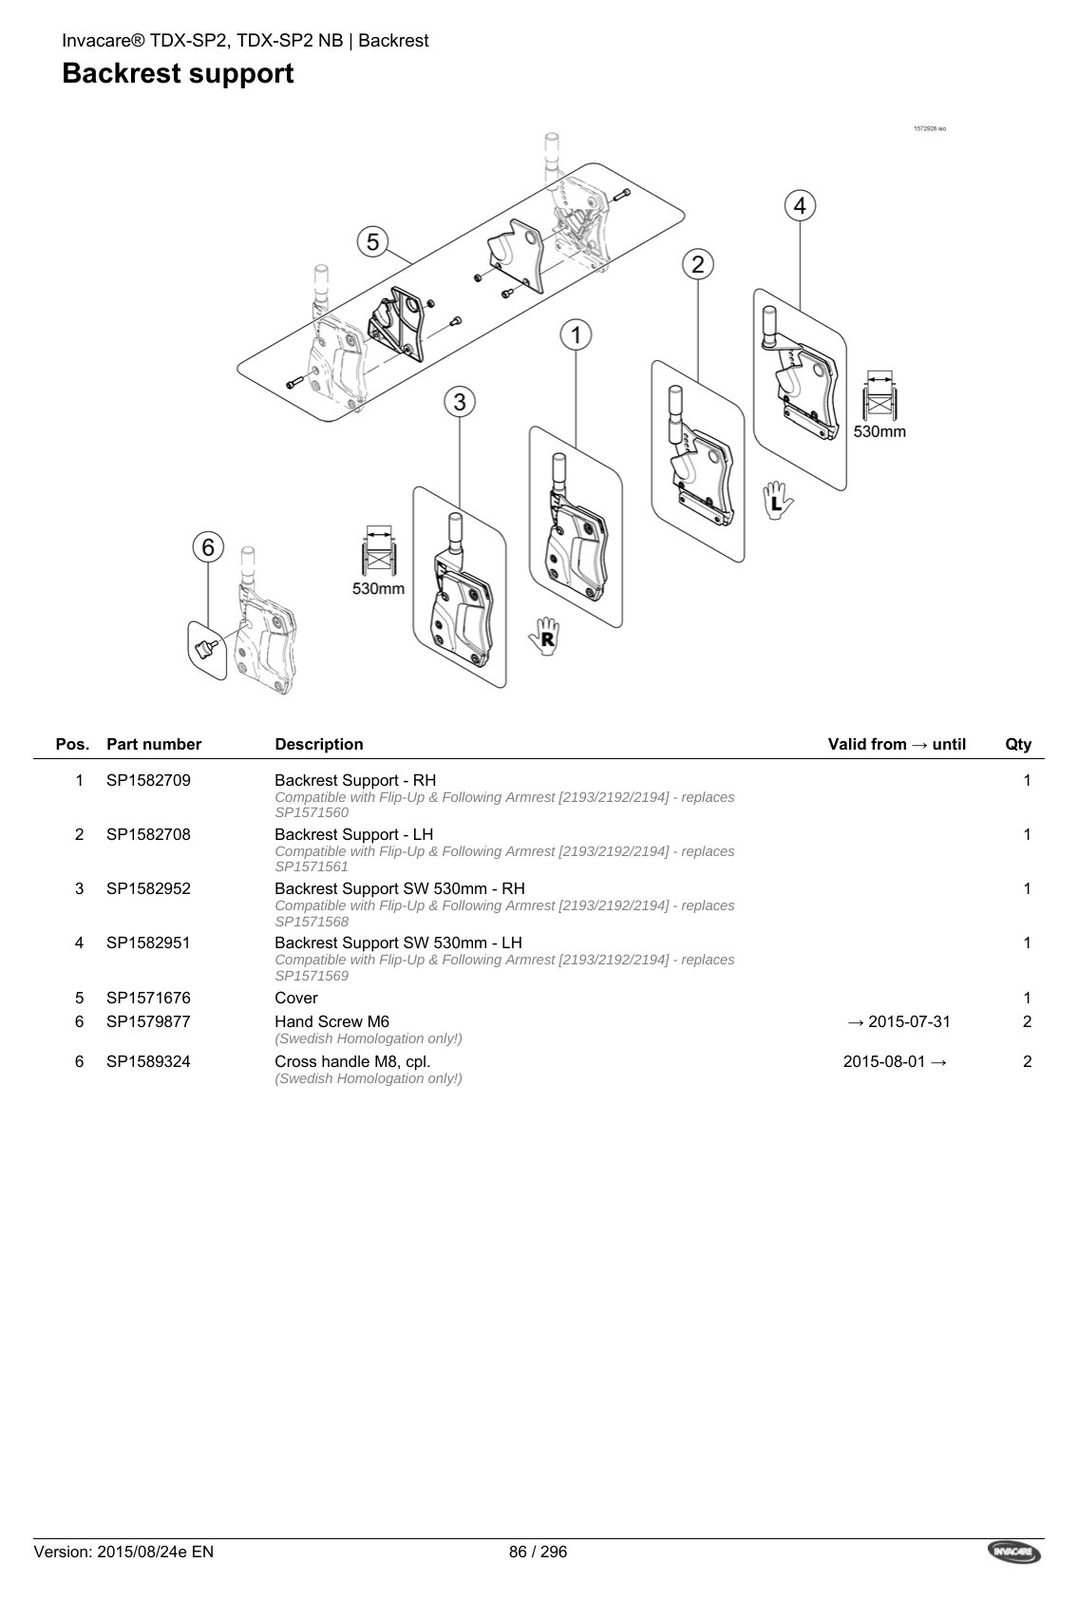 Invacare® TDX-SP2, TDX-SP2 NB | Backrest
Backrest support
1572928.iso
4
5
2
1
530mm
3
L
6
530mm
R
Pos. Part number Description Valid from → until Qty
1 SP1582709 Backrest Support - RH 1
Compatible with Flip-Up & Following Armrest [2193/2192/2194] - replaces
SP1571560
2 SP1582708 Backrest Support - LH 1
Compatible with Flip-Up & Following Armrest [2193/2192/2194] - replaces
SP1571561
3 SP1582952 Backrest Support SW 530mm - RH 1
Compatible with Flip-Up & Following Armrest [2193/2192/2194] - replaces
SP1571568
4 SP1582951 Backrest Support SW 530mm - LH 1
Compatible with Flip-Up & Following Armrest [2193/2192/2194] - replaces
SP1571569
5 SP1571676 Cover 1
6 SP1579877 Hand Screw M6 → 2015-07-31 2
(Swedish Homologation only!)
6 SP1589324 Cross handle M8, cpl. 2015-08-01 → 2
(Swedish Homologation only!)
Version: 2015/08/24e EN 86 / 296 INVACARE